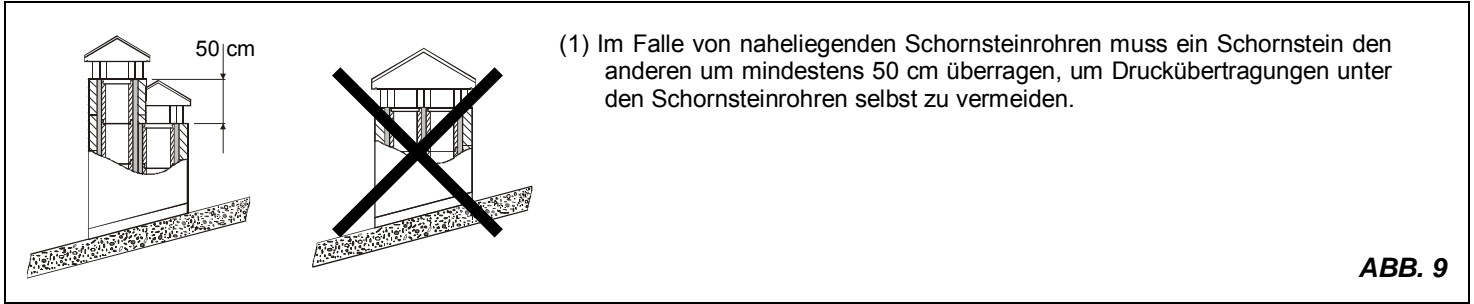 50 cm
(1) Im Falle von naheliegenden Schornsteinrohren muss ein Schornstein den
anderen um mindestens 50 cm überragen, um Druckübertragungen unter
den Schornsteinrohren selbst zu vermeiden.
ABB. 9